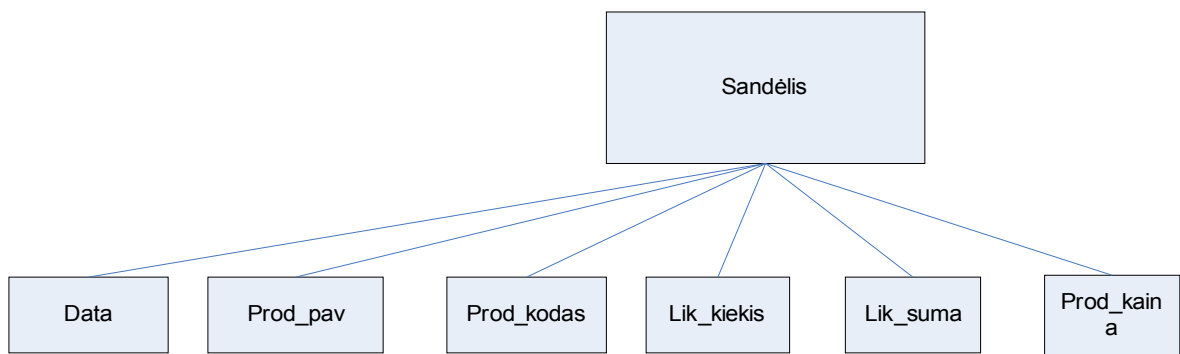 Sandėlis
Data
Prod_pav
Prod_kodas
Lik_kiekis
Lik_suma
Prod_kain
a